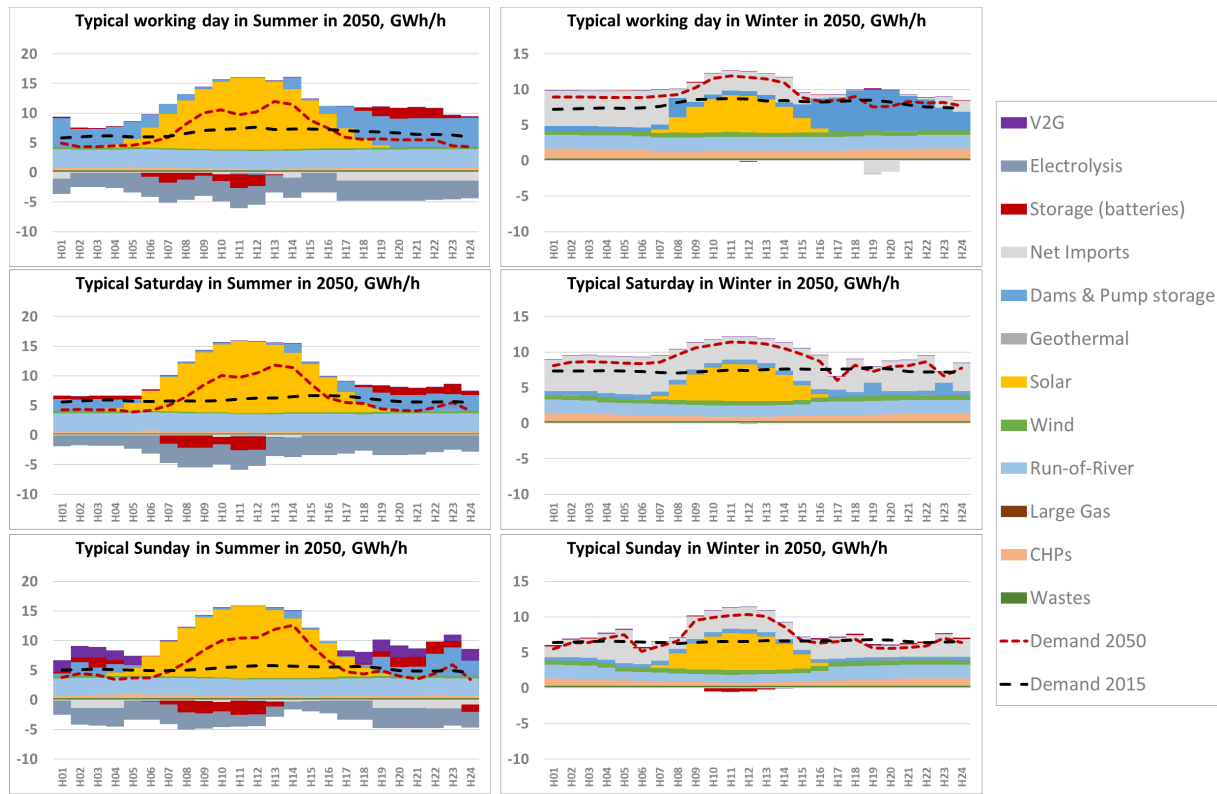 Typical working day in Summer in 2050, GWh/h
20
15
10
5
0
-5
-10
H01 H02 H03 H04 H05 H06 H07 H08 H09 H10 H11 H12 H13 H14 H15 H16 H17 H18 H19 H20 H21 H22 H23 H24
Typical working day in Winter in 2050, GWh/h
15
10
5
0
-5
-10
H01 H02 H03 H04 H05 H06 H07 H08 H09 H10 H11 H12 H13 H14 H15 H16 H17 H18 H19 H20 H21 H22 H23 H24
Typical Saturday in Summer in 2050, GWh/h
20
15
10
5
0
-5
-10
H01 H02 H03 H04 H05 H06 H07 H08 H09 H10 H11 H12 H13 H14 H15 H16 H17 H18 H19 H20 H21 H22 H23 H24
Typical Saturday in Winter in 2050, GWh/h
15
10
5
0
-5
-10
H01 H02 H03 H04 H05 H06 H07 H08 H09 H10 H11 H12 H13 H14 H15 H16 H17 H18 H19 H20 H21 H22 H23 H24
Typical Sunday in Summer in 2050, GWh/h
20
15
10
5
0
-5
-10
H01 H02 H03 H04 H05 H06 H07 H08 H09 H10 H11 H12 H13 H14 H15 H16 H17 H18 H19 H20 H21 H22 H23 H24
Typical Sunday in Winter in 2050, GWh/h
15
10
5
0
-5
-10
H01 H02 H03 H04 H05 H06 H07 H08 H09 H10 H11 H12 H13 H14 H15 H16 H17 H18 H19 H20 H21 H22 H23 H24
V2G
Electrolysis
Storage (batteries)
Net Imports
Dams & Pump storage
Geothermal
Solar
Wind
Run-of-River
Large Gas
CHPs
Wastes
Demand 2050
Demand 2015